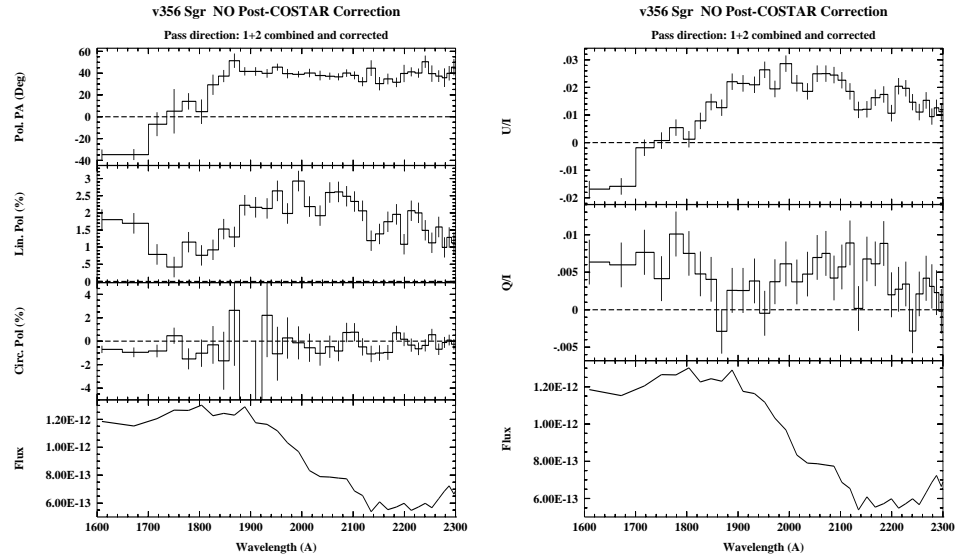 v356 Sgr NO Post-COSTAR Correction
Pass direction: 1+2 combined and corrected
Pol. PA (Deg)
60
40
20
0
-20
-40
Lin. Pol (%)
3
2.5
2
1.5
1
.5
0
Circ. Pol (%)
4
2
0
-2
-4
Flux
1.20E-12
1.00E-12
8.00E-13
6.00E-13
1600 1700 1800 1900 2000 2100 2200 2300
Wavelength (A)
v356 Sgr NO Post-COSTAR Correction
Pass direction: 1+2 combined and corrected
U/I
.03
.02
.01
0
-.01
-.02
Q/I
.01
.005
0
-.005
Flux
1.20E-12
1.00E-12
8.00E-13
6.00E-13
1600 1700 1800 1900 2000 2100 2200 2300
Wavelength (A)